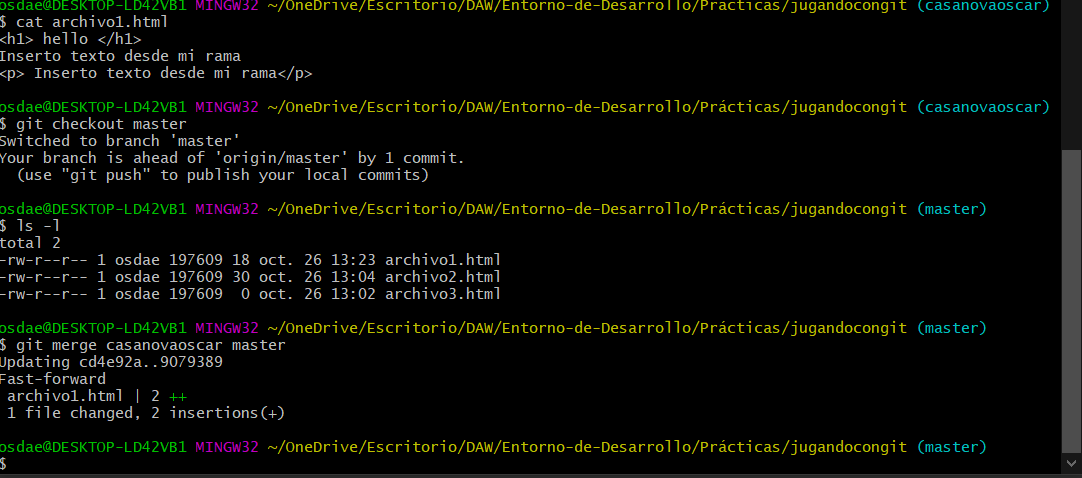 osdae@DESKTOP-LD42VB1 MINGW32 ~/OneDrive/Escritorio/DAW/Entorno-de-Desarrollo/Prácticas/jugandocongit (casanovaoscar)
$ cat archivo1.html
<h1> hello </h1>
Inserto texto desde mi rama
<p> Inserto texto desde mi rama</p>
osdae@DESKTOP-LD42VB1 MINGW32 ~/OneDrive/Escritorio/DAW/Entorno-de-Desarrollo/Prácticas/jugandocongit (casanovaoscar)
$ git checkout master
Switched to branch 'master'
Your branch is ahead of 'origin/master' by 1 commit.
  (use "git push" to publish your local commits)
osdae@DESKTOP-LD42VB1 MINGW32 ~/OneDrive/Escritorio/DAW/Entorno-de-Desarrollo/Prácticas/jugandocongit (master)
$ ls -l
total 2
-rw-r--r-- 1 osdae 197609 18 oct. 26 13:23 archivo1.html
-rw-r--r-- 1 osdae 197609 30 oct. 26 13:04 archivo2.html
-rw-r--r-- 1 osdae 197609  0 oct. 26 13:02 archivo3.html
osdae@DESKTOP-LD42VB1 MINGW32 ~/OneDrive/Escritorio/DAW/Entorno-de-Desarrollo/Prácticas/jugandocongit (master)
$ git merge casanovaoscar master
Updating cd4e92a..9079389
Fast-forward
 archivo1.html | 2 ++
 1 file changed, 2 insertions(+)
osdae@DESKTOP-LD42VB1 MINGW32 ~/OneDrive/Escritorio/DAW/Entorno-de-Desarrollo/Prácticas/jugandocongit (master)
$